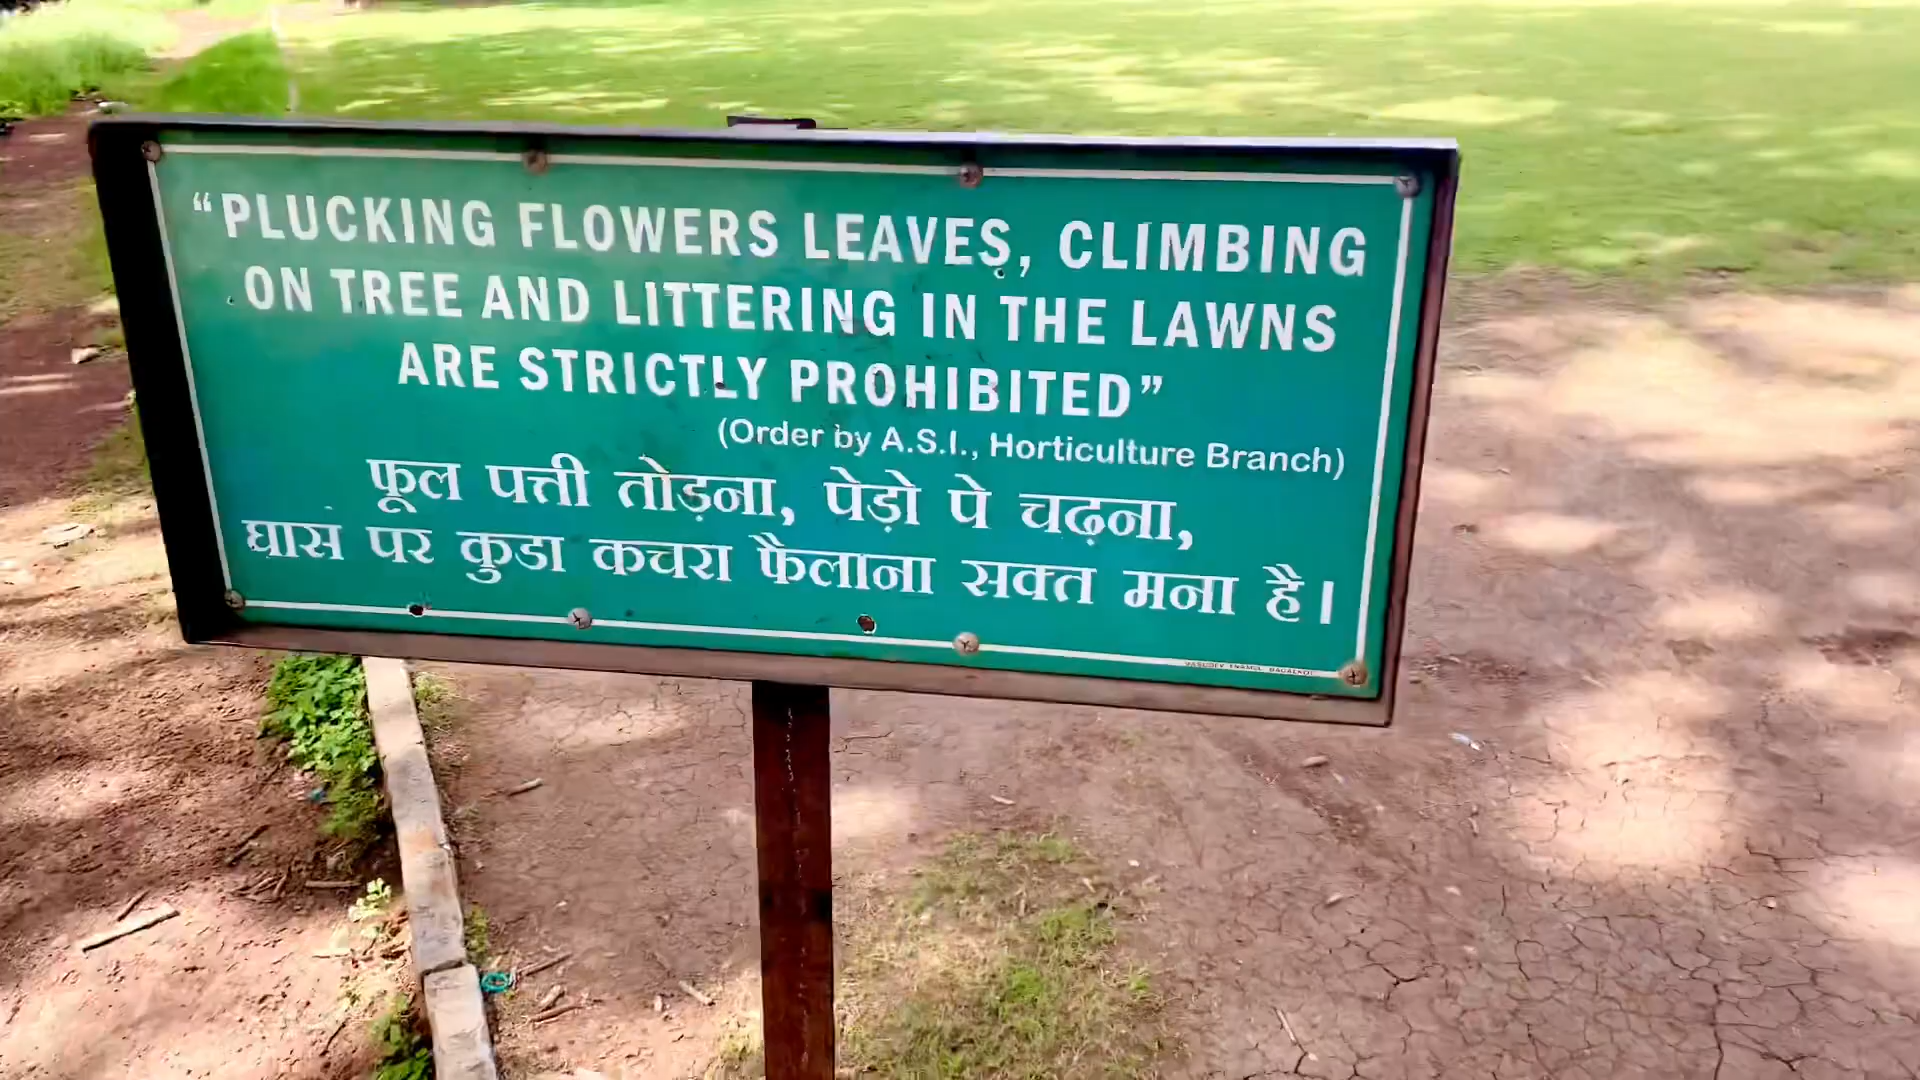 “PLUCKING FLOWERS LEAVES, CLIMBING
ON TREE AND LITTERING IN THE LAWNS
ARE STRICTLY PROHIBITED”
(Order by A.S.I., Horticulture Branch)
फूल पत्ती तोड़ना, पेड़ो पे चढ़ना,
घास पर कुडा कचरा फैलाना सक्त मना है।